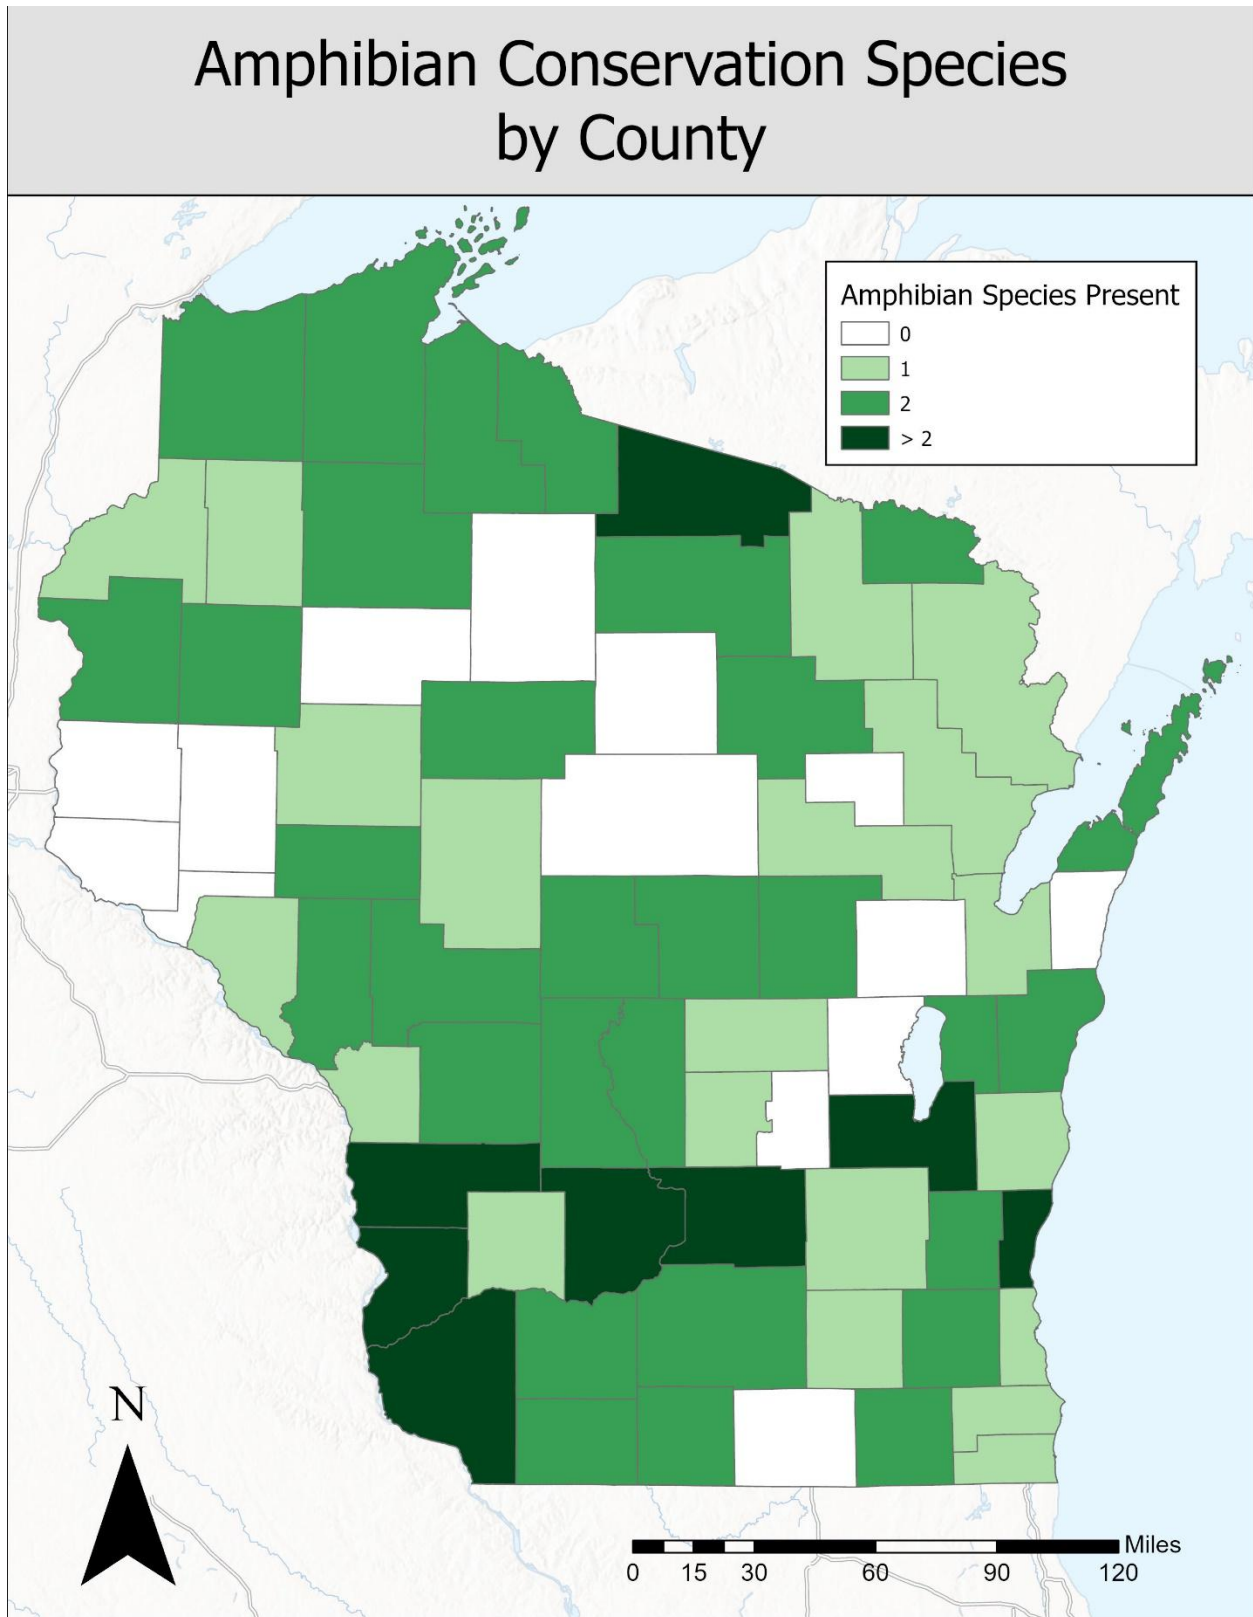 Amphibian Conservation Species
by County
Amphibian Species Present
0
1
2
> 2
N
Miles
0 15 30 60 90 120